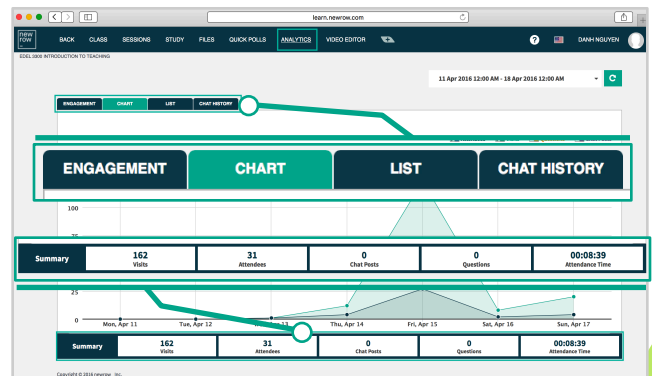 learn.newrow.com
new
row
BACK CLASS SESSIONS STUDY FILES QUICK POLLS ANALYTICS VIDEO EDITOR ? DANH NGUYEN
EDEL 3300 INTRODUCTION TO TEACHING
11 Apr 2016 12:00 AM - 18 Apr 2016 12:00 AM
ENGAGEMENT CHART LIST CHAT HISTORY
ENGAGEMENT CHART LIST CHAT HISTORY
100
75
Summary 162 31 0 0 00:08:39
Visits Attendees Chat Posts Questions Attendance Time
25
0
Mon, Apr 11 Tue, Apr 12 Thu, Apr 14 Fri, Apr 15 Sat, Apr 16 Sun, Apr 17
Summary 162 31 0 0 00:08:39
Visits Attendees Chat Posts Questions Attendance Time
Copyright © 2016 newrow_ Inc.